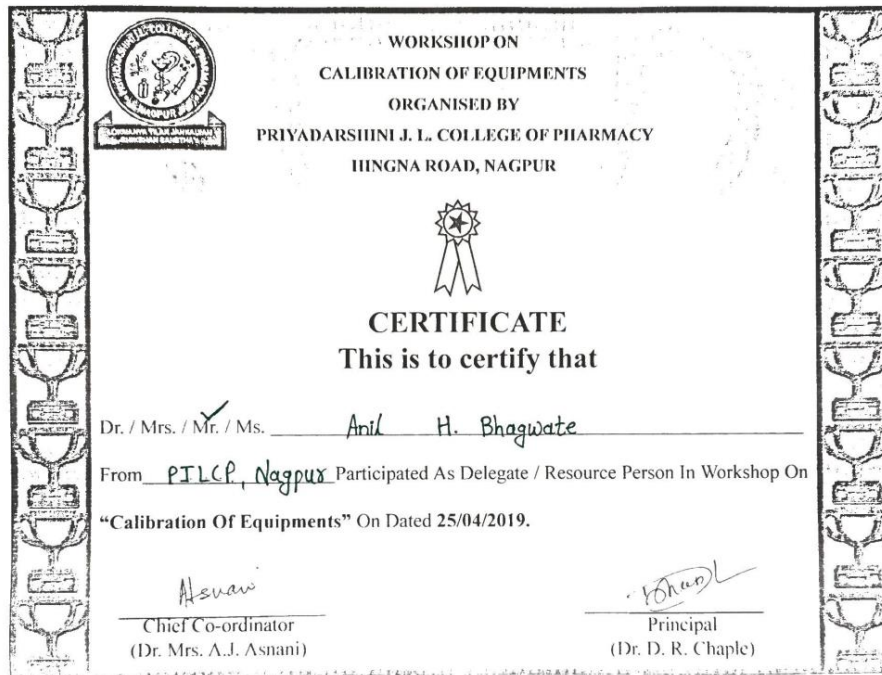 WORKSHOP ON
CALIBRATION OF EQUIPMENTS
ORGANISED BY
PRIYADARSHINI J. L. COLLEGE OF PHARMACY
HINGNA ROAD, NAGPUR
CERTIFICATE
This is to certify that
Dr. / Mrs. / Mr. / Ms. Anil H. Bhagwate
From PJLCP, Nagpur Participated As Delegate / Resource Person In Workshop On
“Calibration Of Equipments” On Dated 25/04/2019.
Asnani
Chief Co-ordinator
(Dr. Mrs. A.J. Asnani)
Principal
(Dr. D. R. Chaple)